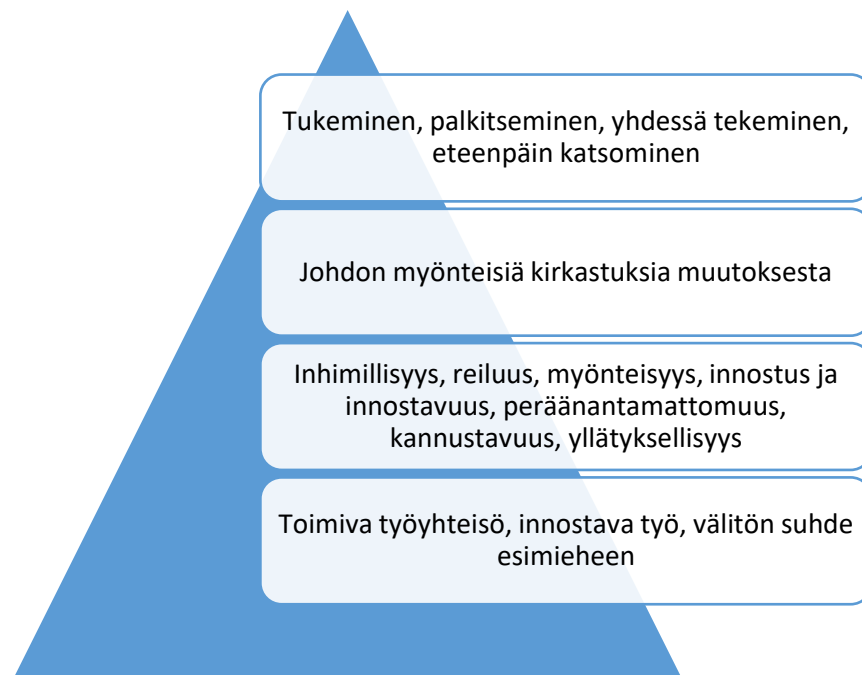 Tukeminen, palkitseminen, yhdessä tekeminen,
eteenpäin katsominen
Johdon myönteisiä kirkastuksia muutoksesta
Inhimillisyys, reiluus, myönteisyys, innostus ja
innostavuus, peräänantamattomuus,
kannustavuus, yllätyksellisyys
Toimiva työyhteisö, innostava työ, välitön suhde
esimieheen